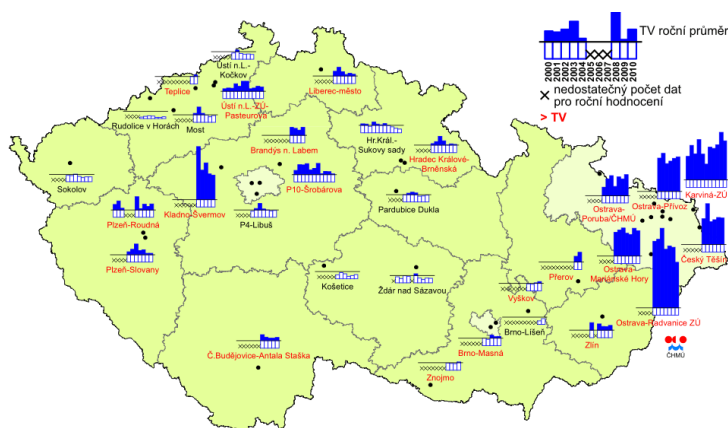 TV roční průměr
2000
2001
2002
2003
2004
2005
2006
2007
2008
2009
2010
nedostatečný počet dat
pro roční hodnocení
> TV
Ústí n.L.-
Kočkov
Teplice
Ústí n.L.-ZÚ-
Pasteurova
Liberec-město
Rudolice v Horách
Most
Brandýs n. Labem
Hr.Král.-
Sukovy sady
Hradec Králové-
Brněnská
Sokolov
Kladno-Švermov
P10-Šrobárova
Plzeň-Roudná
P4-Libuš
Pardubice Dukla
Ostrava-
Poruba/ČHMÚ
Ostrava-Přívoz
Karviná-ZÚ
Plzeň-Slovany
Košetice
Žďár nad Sázavou
Přerov
Ostrava-
Mariánské Hory
Český Těšín
Vyškov
Ostrava-Radvanice ZÚ
Č.Budějovice-Antala Staška
Brno-Masná
Brno-Líšeň
Zlín
Znojmo
ČHMÚ